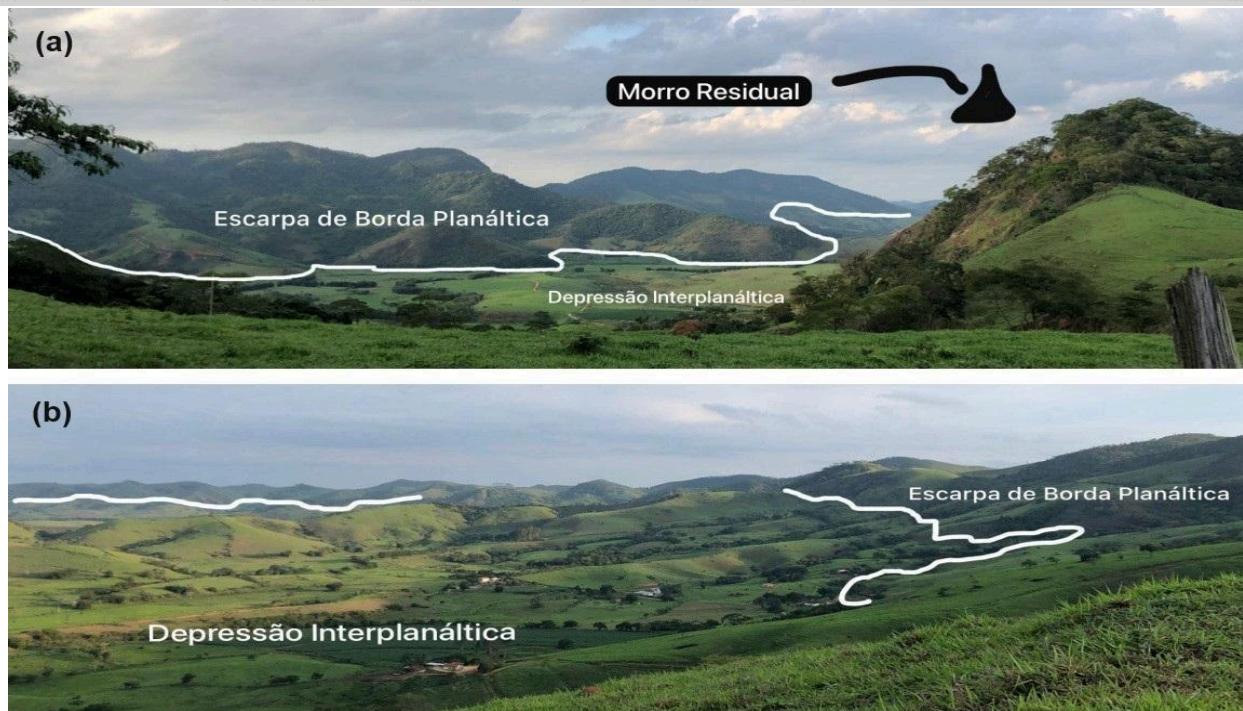 (a)
Morro Residual
Escarpa de Borda Planáltica
Depressão Interplanáltica
(b)
Escarpa de Borda Planáltica
Depressão Interplanáltica